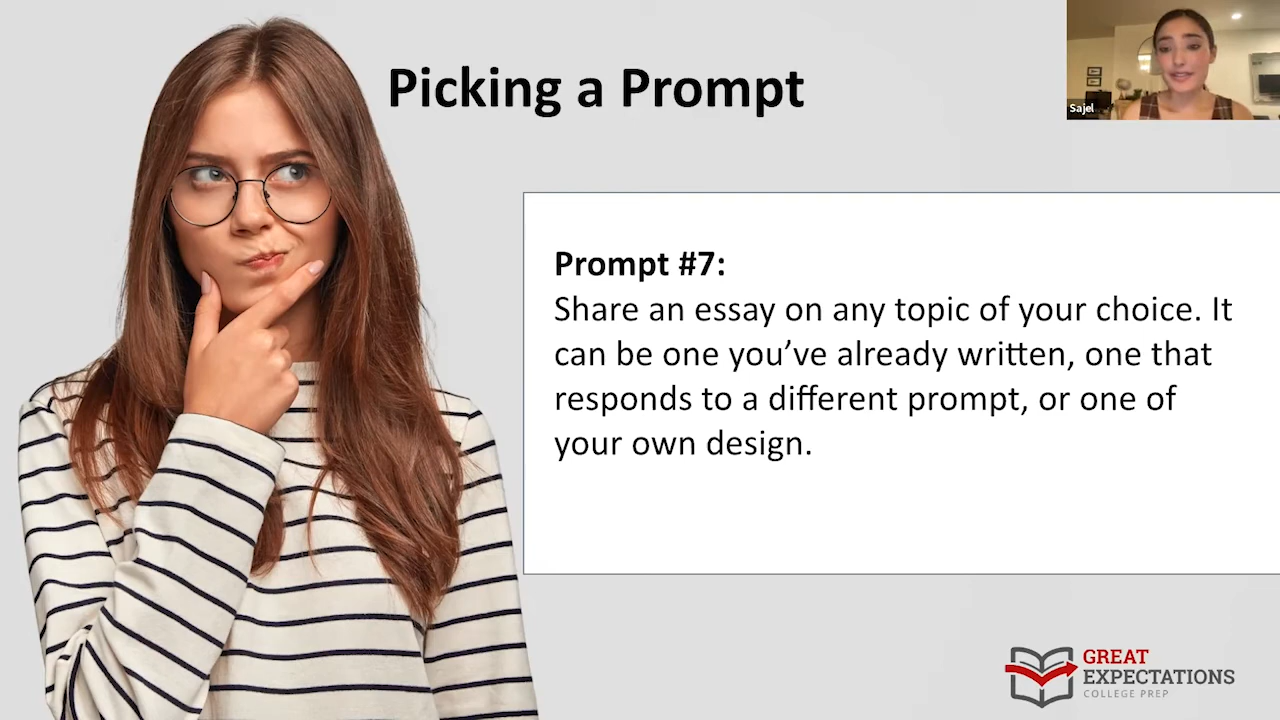 Picking a Prompt
Sajel
Prompt #7:
Share an essay on any topic of your choice. It
can be one you’ve already written, one that
responds to a different prompt, or one of
your own design.
GREAT
EXPECTATIONS
COLLEGE PREP